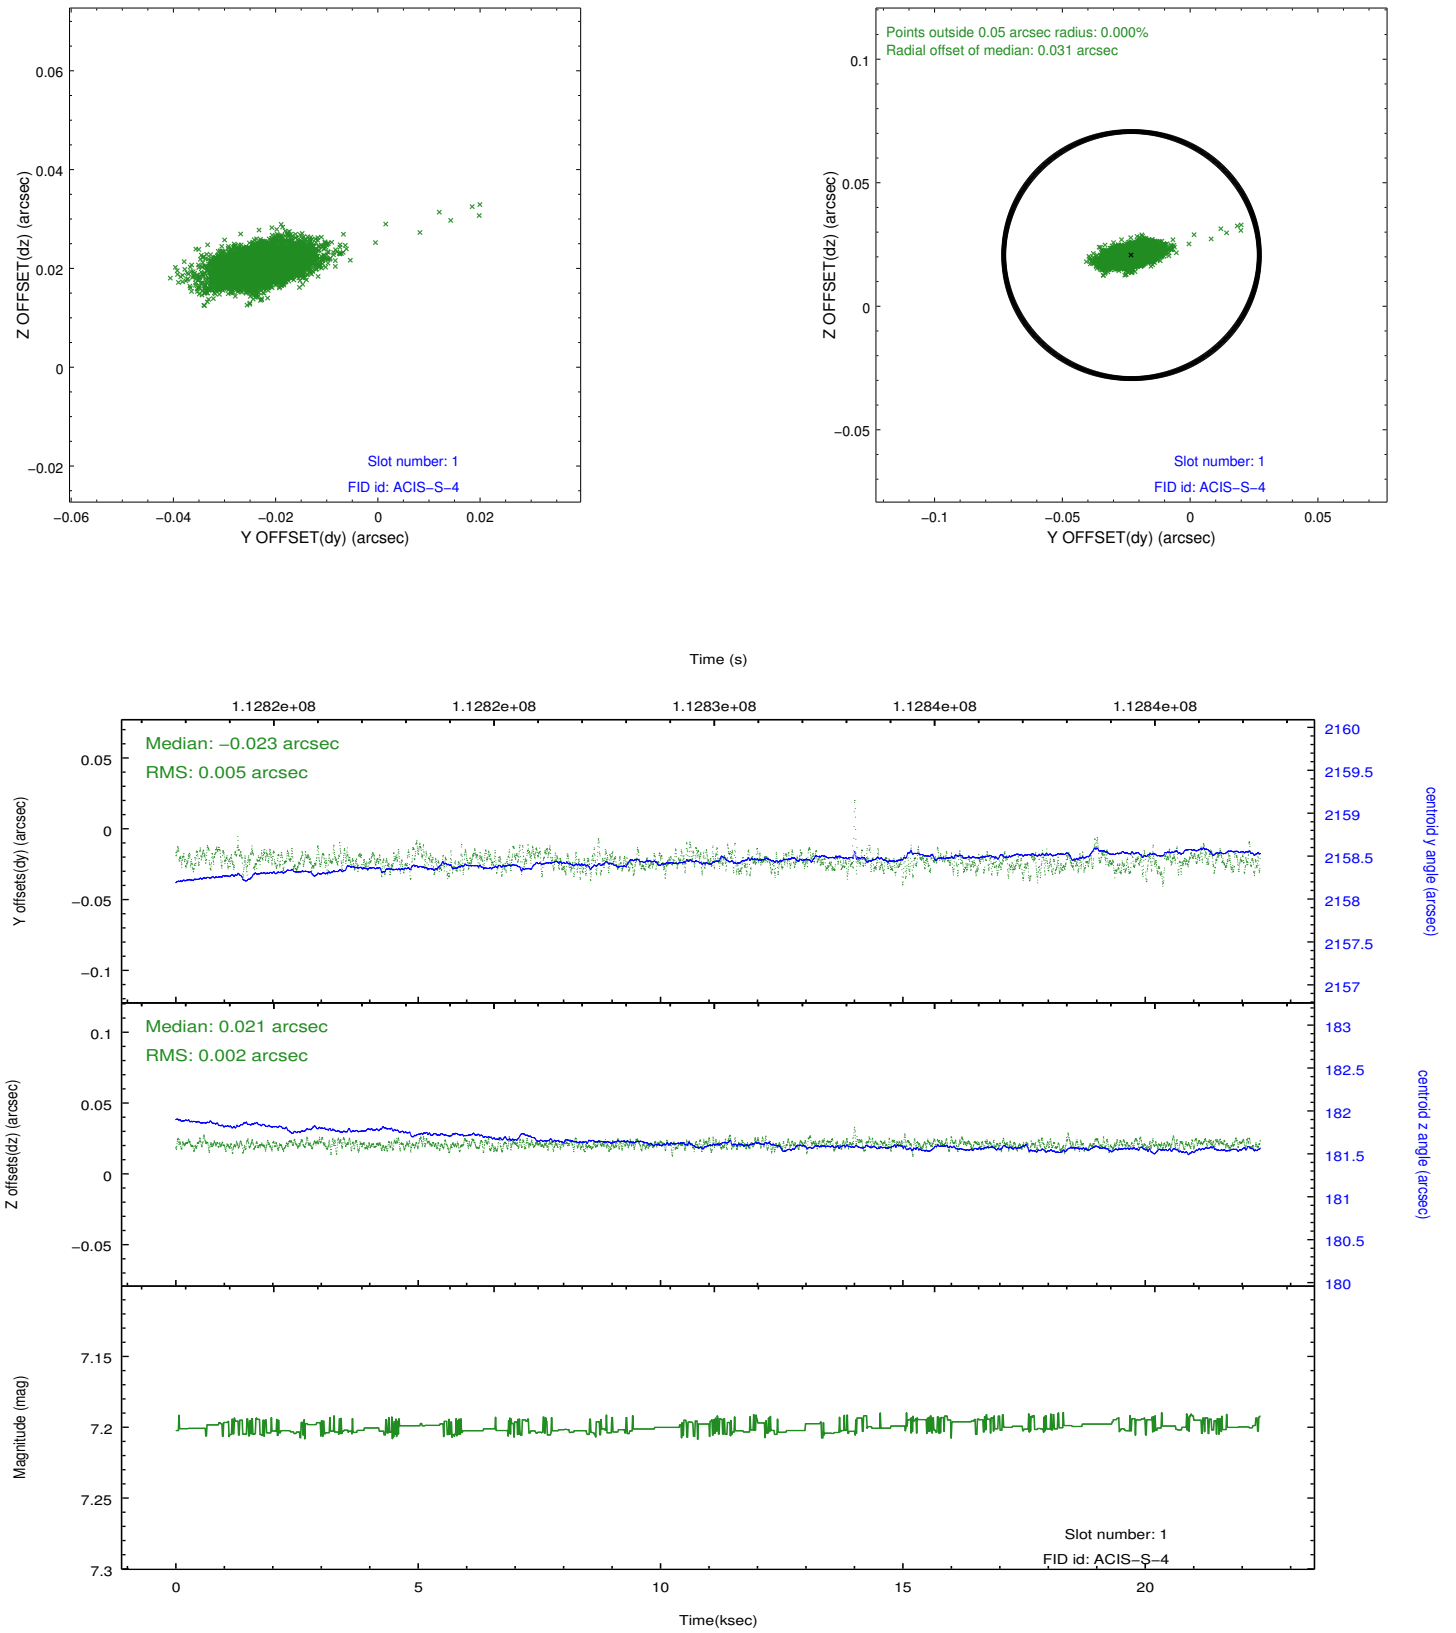 0.06
0.04
0.02
0
−0.02
Z OFFSET(dz) (arcsec)
Slot number: 1
FID id: ACIS−S−4
−0.06
−0.04
−0.02
0
0.02
Y OFFSET(dy) (arcsec)
Points outside 0.05 arcsec radius: 0.000%
Radial offset of median: 0.031 arcsec
0.1
0.05
0
−0.05
Z OFFSET(dz) (arcsec)
Slot number: 1
FID id: ACIS−S−4
−0.1
−0.05
0
0.05
Y OFFSET(dy) (arcsec)
Time (s)
1.1282e+08
1.1282e+08
1.1283e+08
1.1284e+08
1.1284e+08
Median: −0.023 arcsec
RMS: 0.005 arcsec
0.05
0
−0.05
−0.1
Y offsets(dy) (arcsec)
2160
2159.5
2159
2158.5
2158
2157.5
2157
centroid y angle (arcsec)
Median: 0.021 arcsec
RMS: 0.002 arcsec
0.1
0.05
0
−0.05
Z offsets(dz) (arcsec)
183
182.5
182
181.5
181
180.5
180
centroid z angle (arcsec)
7.15
7.2
7.25
7.3
Magnitude (mag)
Slot number: 1
FID id: ACIS−S−4
0
5
10
15
20
Time(ksec)